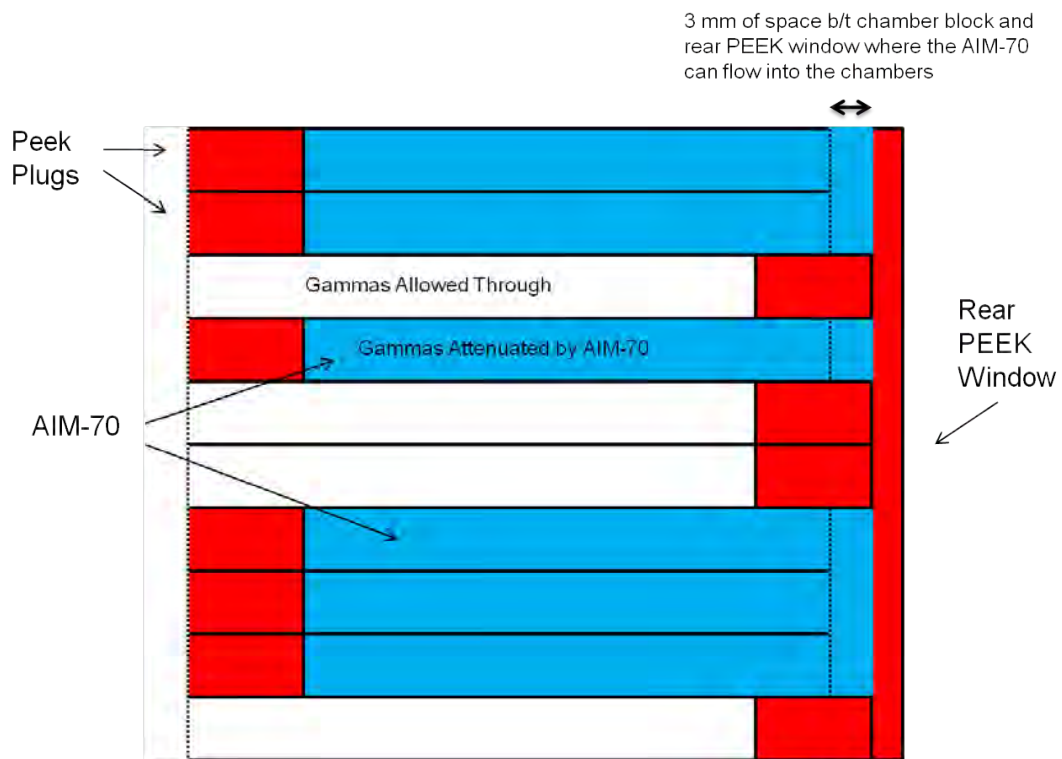 3 mm of space b/t chamber block and
rear PEEK window where the AIM-70
can flow into the chambers
Peek
Plugs
Gammas Allowed Through
Gammas Attenuated by AIM-70
Rear
PEEK
Window
AIM-70